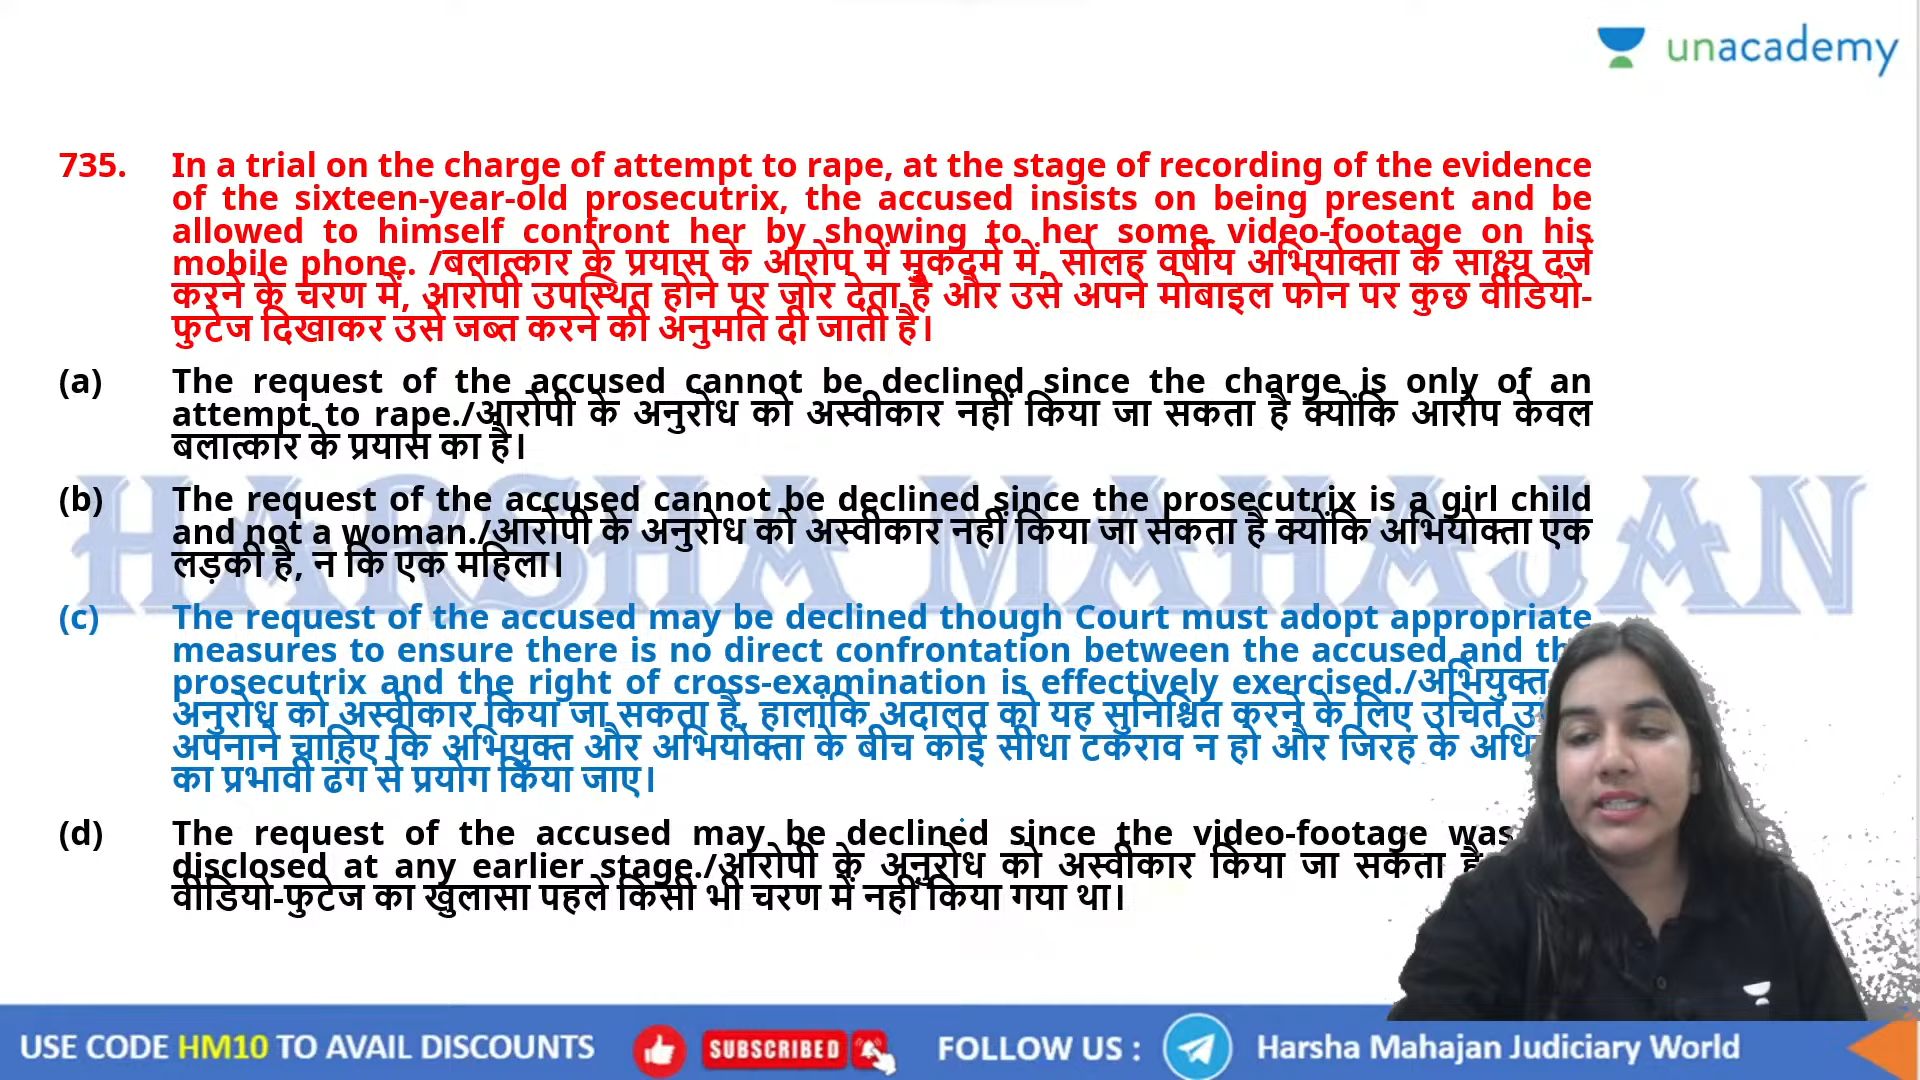 unacademy
735. In a trial on the charge of attempt to rape, at the stage of recording of the evidence
of the sixteen-year-old prosecutrix, the accused insists on being present and be
allowed to himself confront her by showing to her some video-footage on his
mobile phone. /बलात्कार के प्रयास के आरोप में मुकदमे में, सोलह वर्षीय अभियोक्ता के साक्ष्य दर्ज
करने के चरण में, आरोपी उपस्थित होने पर जोर देता है और उसे अपने मोबाइल फोन पर कुछ वीडियो-
फुटेज दिखाकर उसे जब्त करने की अनुमति दी जाती है।
(a) The request of the accused cannot be declined since the charge is only of an
attempt to rape./आरोपी के अनुरोध को अस्वीकार नहीं किया जा सकता है क्योंकि आरोप केवल
बलात्कार के प्रयास का है।
(b) The request of the accused cannot be declined since the prosecutrix is a girl child
and not a woman./आरोपी के अनुरोध को अस्वीकार नहीं किया जा सकता है क्योंकि अभियोक्ता एक
लड़की है, न कि एक महिला।
HARSHA MAHAJAN
(c) The request of the accused may be declined though Court must adopt appropriate
measures to ensure there is no direct confrontation between the accused and
prosecutrix and the right of cross-examination is effectively exercised./अभियुक्त
अनुरोध को अस्वीकार किया जा सकता है, हालांकि अदालत को यह सुनिश्चित करने के लिए उचित
अपनाने चाहिए कि अभियुक्त और अभियोक्ता के बीच कोई सीधा टकराव न हो और जिरह के
का प्रभावी ढंग से प्रयोग किया जाए।
(d) The request of the accused may be declined since the video-footage was
disclosed at any earlier stage./आरोपी के अनुरोध को अस्वीकार किया जा सकता है
वीडियो-फुटेज का खुलासा पहले किसी भी चरण में नहीं किया गया था।
USE CODE HM10 TO AVAIL DISCOUNTS SUBSCRIBED FOLLOW US : Harsha Mahajan Judiciary World